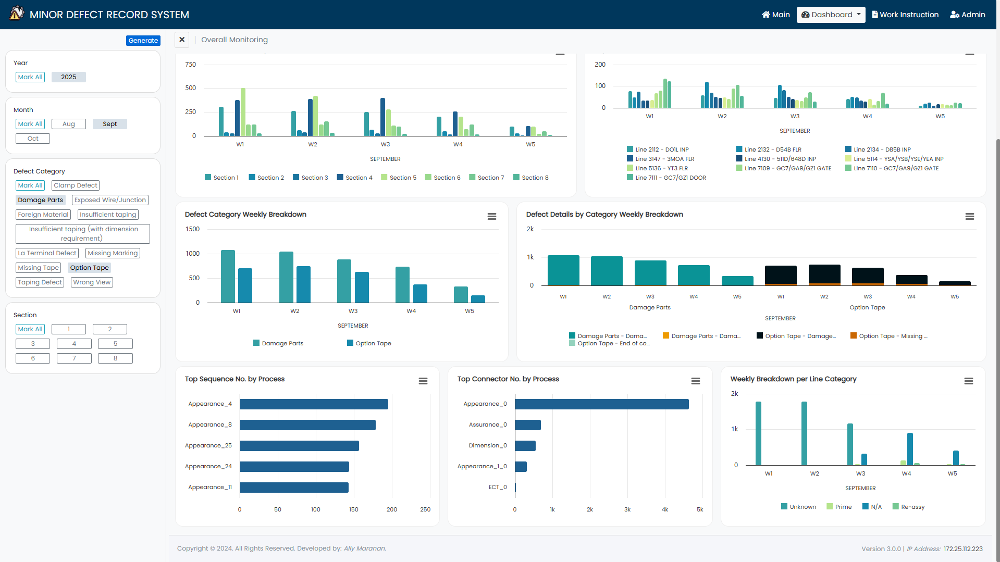 MINOR DEFECT RECORD SYSTEM
Main
Dashboard
Work Instruction
Admin
Generate
Overall Monitoring
Year
Mark All
2025
Month
Mark All
Aug
Sept
Oct
Defect Category
Mark All
Clamp Defect
Damage Parts
Exposed Wire/Junction
Foreign Material
Insufficient taping
Insufficient taping (with dimension
requirement)
La Terminal Defect
Missing Marking
Missing Tape
Option Tape
Taping Defect
Wrong View
Section
Mark All
1
2
3
4
5
6
7
8
750
500
250
0
W1
W2
W3
W4
W5
SEPTEMBER
Section 1
Section 2
Section 3
Section 4
Section 5
Section 6
Section 7
Section 8
200
100
0
W1
W2
W3
W4
W5
SEPTEMBER
Line 2112 - DO1L INP
Line 2132 - D54B FLR
Line 2134 - D85B INP
Line 3147 - 3MOA FLR
Line 4130 - 511D/648D INP
Line 5114 - YSA/YSB/YSE/YEA INP
Line 5136 - YT3 FLR
Line 7109 - GC7/GA9/GZ1 GATE
Line 7110 - GC7/GA9/GZ1 GATE
Line 7111 - GC7/GZ1 DOOR
Defect Category Weekly Breakdown
1500
1000
500
0
W1
W2
W3
W4
W5
SEPTEMBER
Damage Parts
Option Tape
Defect Details by Category Weekly Breakdown
2k
1k
0
W1
W2
W3
W4
W5
W1
W2
W3
W4
W5
Damage Parts
Option Tape
SEPTEMBER
Damage Parts - Dama...
Damage Parts - Dama...
Option Tape - Damage...
Option Tape - Missing ...
Option Tape - End of co...
Top Sequence No. by Process
Appearance_4
Appearance_8
Appearance_25
Appearance_24
Appearance_11
0
50
100
150
200
250
Top Connector No. by Process
Appearance_0
Assurance_0
Dimension_0
Appearance_1_0
ECT_0
0
1k
2k
3k
4k
5k
Weekly Breakdown per Line Category
2k
1k
0
W1
W2
W3
W4
W5
SEPTEMBER
Unknown
Prime
N/A
Re-assy
Copyright © 2024. All Rights Reserved. Developed by: Ally Maranan.
Version 3.0.0 | IP Address: 172.25.112.223